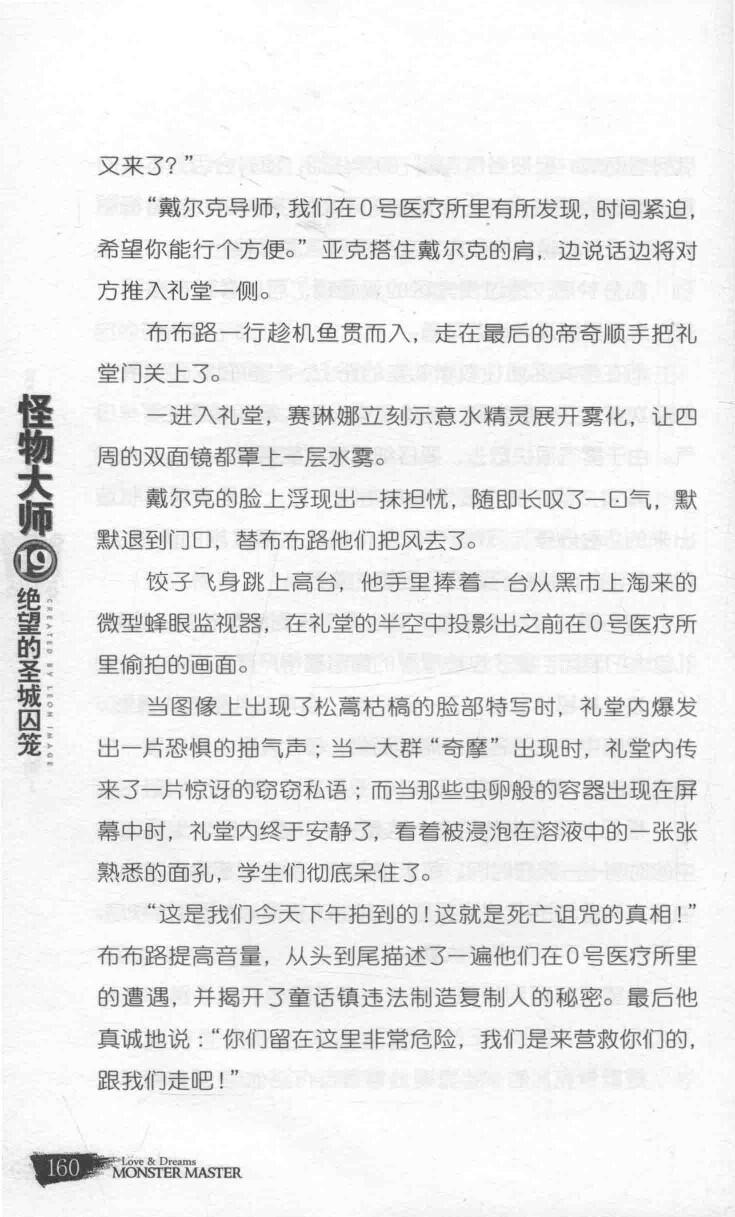 又来了？”
“戴尔克导师，我们在0号医疗所里有所发现，时间紧迫，
希望你能行个方便。”亚克搭住戴尔克的肩，边说话边将对
方推入礼堂一侧。
布布路一行趁机鱼贯而入，走在最后的帝奇顺手把礼
堂门关上了。
一进入礼堂，赛琳娜立刻示意水精灵展开雾化，让四
周的双面镜都罩上一层水雾。
戴尔克的脸上浮现出一抹担忧，随即长叹了一口气，默
默退到门口，替布布路他们把风去了。
饺子飞身跳上高台，他手里捧着一台从黑市上淘来的
微型蜂眼监视器，在礼堂的半空中投影出之前在0号医疗所
里偷拍的画面。
当图像上出现了松蒿枯槁的脸部特写时，礼堂内爆发
出一片恐惧的抽气声；当一大群“奇摩”出现时，礼堂内传
来了一片惊讶的窃窃私语；而当那些虫卵般的容器出现在屏
幕中时，礼堂内终于安静了，看着被浸泡在溶液中的一张张
熟悉的面孔，学生们彻底呆住了。
“这是我们今天下午拍到的！这就是死亡诅咒的真相！”
布布路提高音量，从头到尾描述了一遍他们在0号医疗所里
的遭遇，并揭开了童话镇违法制造复制人的秘密。最后他
真诚地说：“你们留在这里非常危险，我们是来营救你们的，
跟我们走吧！”
怪物大师
19
绝望的圣城囚笼
CREATED BY LEON IMAGE
160
Love & Dreams
MONSTER MASTER